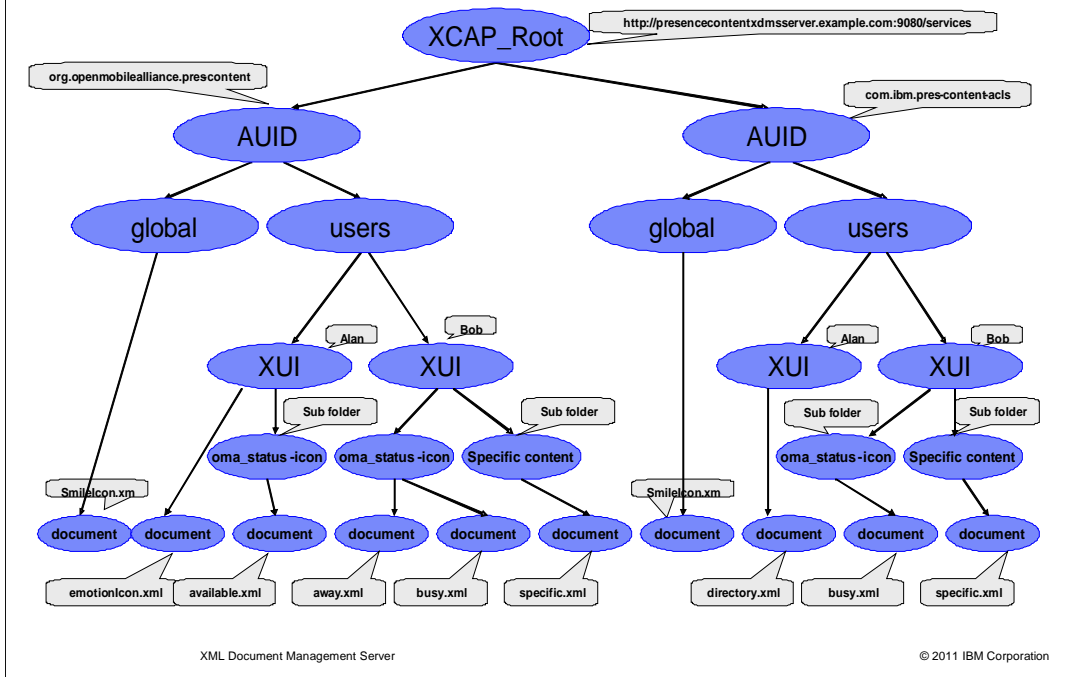 http://presencecontentxdmsserver.example.com:9080/services
XCAP_Root
org.openmobilealliance.prescontent
com.ibm.pres-content-acls
AUID
AUID
global
users
global
users
Alan
Bob
Alan
Bob
XUI
XUI
XUI
XUI
Sub folder
Sub folder
Sub folder
Sub folder
oma_status-icon
oma_status-icon
Specific content
oma_status-icon
Specific content
SmileIcon.xm
SmileIcon.xm
document
document
document
document
document
document
document
document
document
document
emotionIcon.xml
available.xml
away.xml
busy.xml
specific.xml
directory.xml
busy.xml
specific.xml
XML Document Management Server
© 2011 IBM Corporation